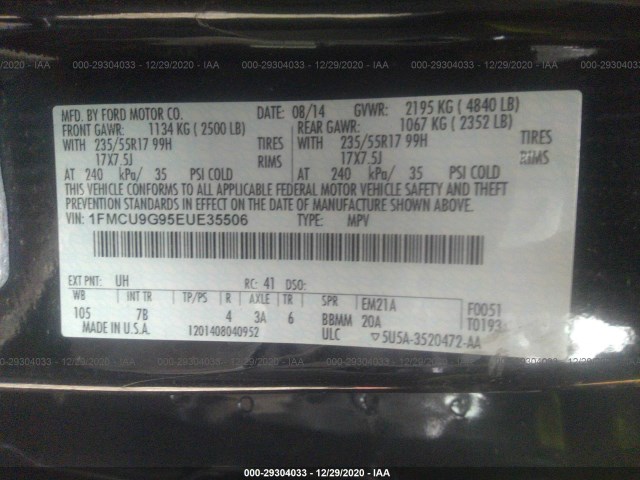 000-29304033 - 12/29/2020 - IAA
MFD. BY FORD MOTOR CO. DATE: 08/14 GVWR: 2195 KG ( 4840 LB)
FRONT GAWR: 1134 KG ( 2500 LB) REAR GAWR: 1067 KG ( 2352 LB)
WITH 235/55R17 99H TIRES WITH 235/55R17 99H TIRES
17X7.5J RIMS 17X7.5J RIMS
AT 240 kPa/ 35 PSI COLD AT 240 kPa/ 35 PSI COLD
THIS VEHICLE CONFORMS TO ALL APPLICABLE FEDERAL MOTOR VEHICLE SAFETY AND THEFT
PREVENTION STANDARDS IN EFFECT ON THE DATE OF MANUFACTURE SHOWN ABOVE.
VIN: 1FMCU9G95EUE35506 TYPE: MPV
EXT PNT: UH RC: 41 DSO:
WB INT TR TP/PS R AXLE TR SPR EM21A F0051
105 7B 4 3A 6 BBMM 20A T0193
MADE IN U.S.A. 1201408040952 ULC ▽5U5A-3520472-AA
000-29304033 - 12/29/2020 - IAA